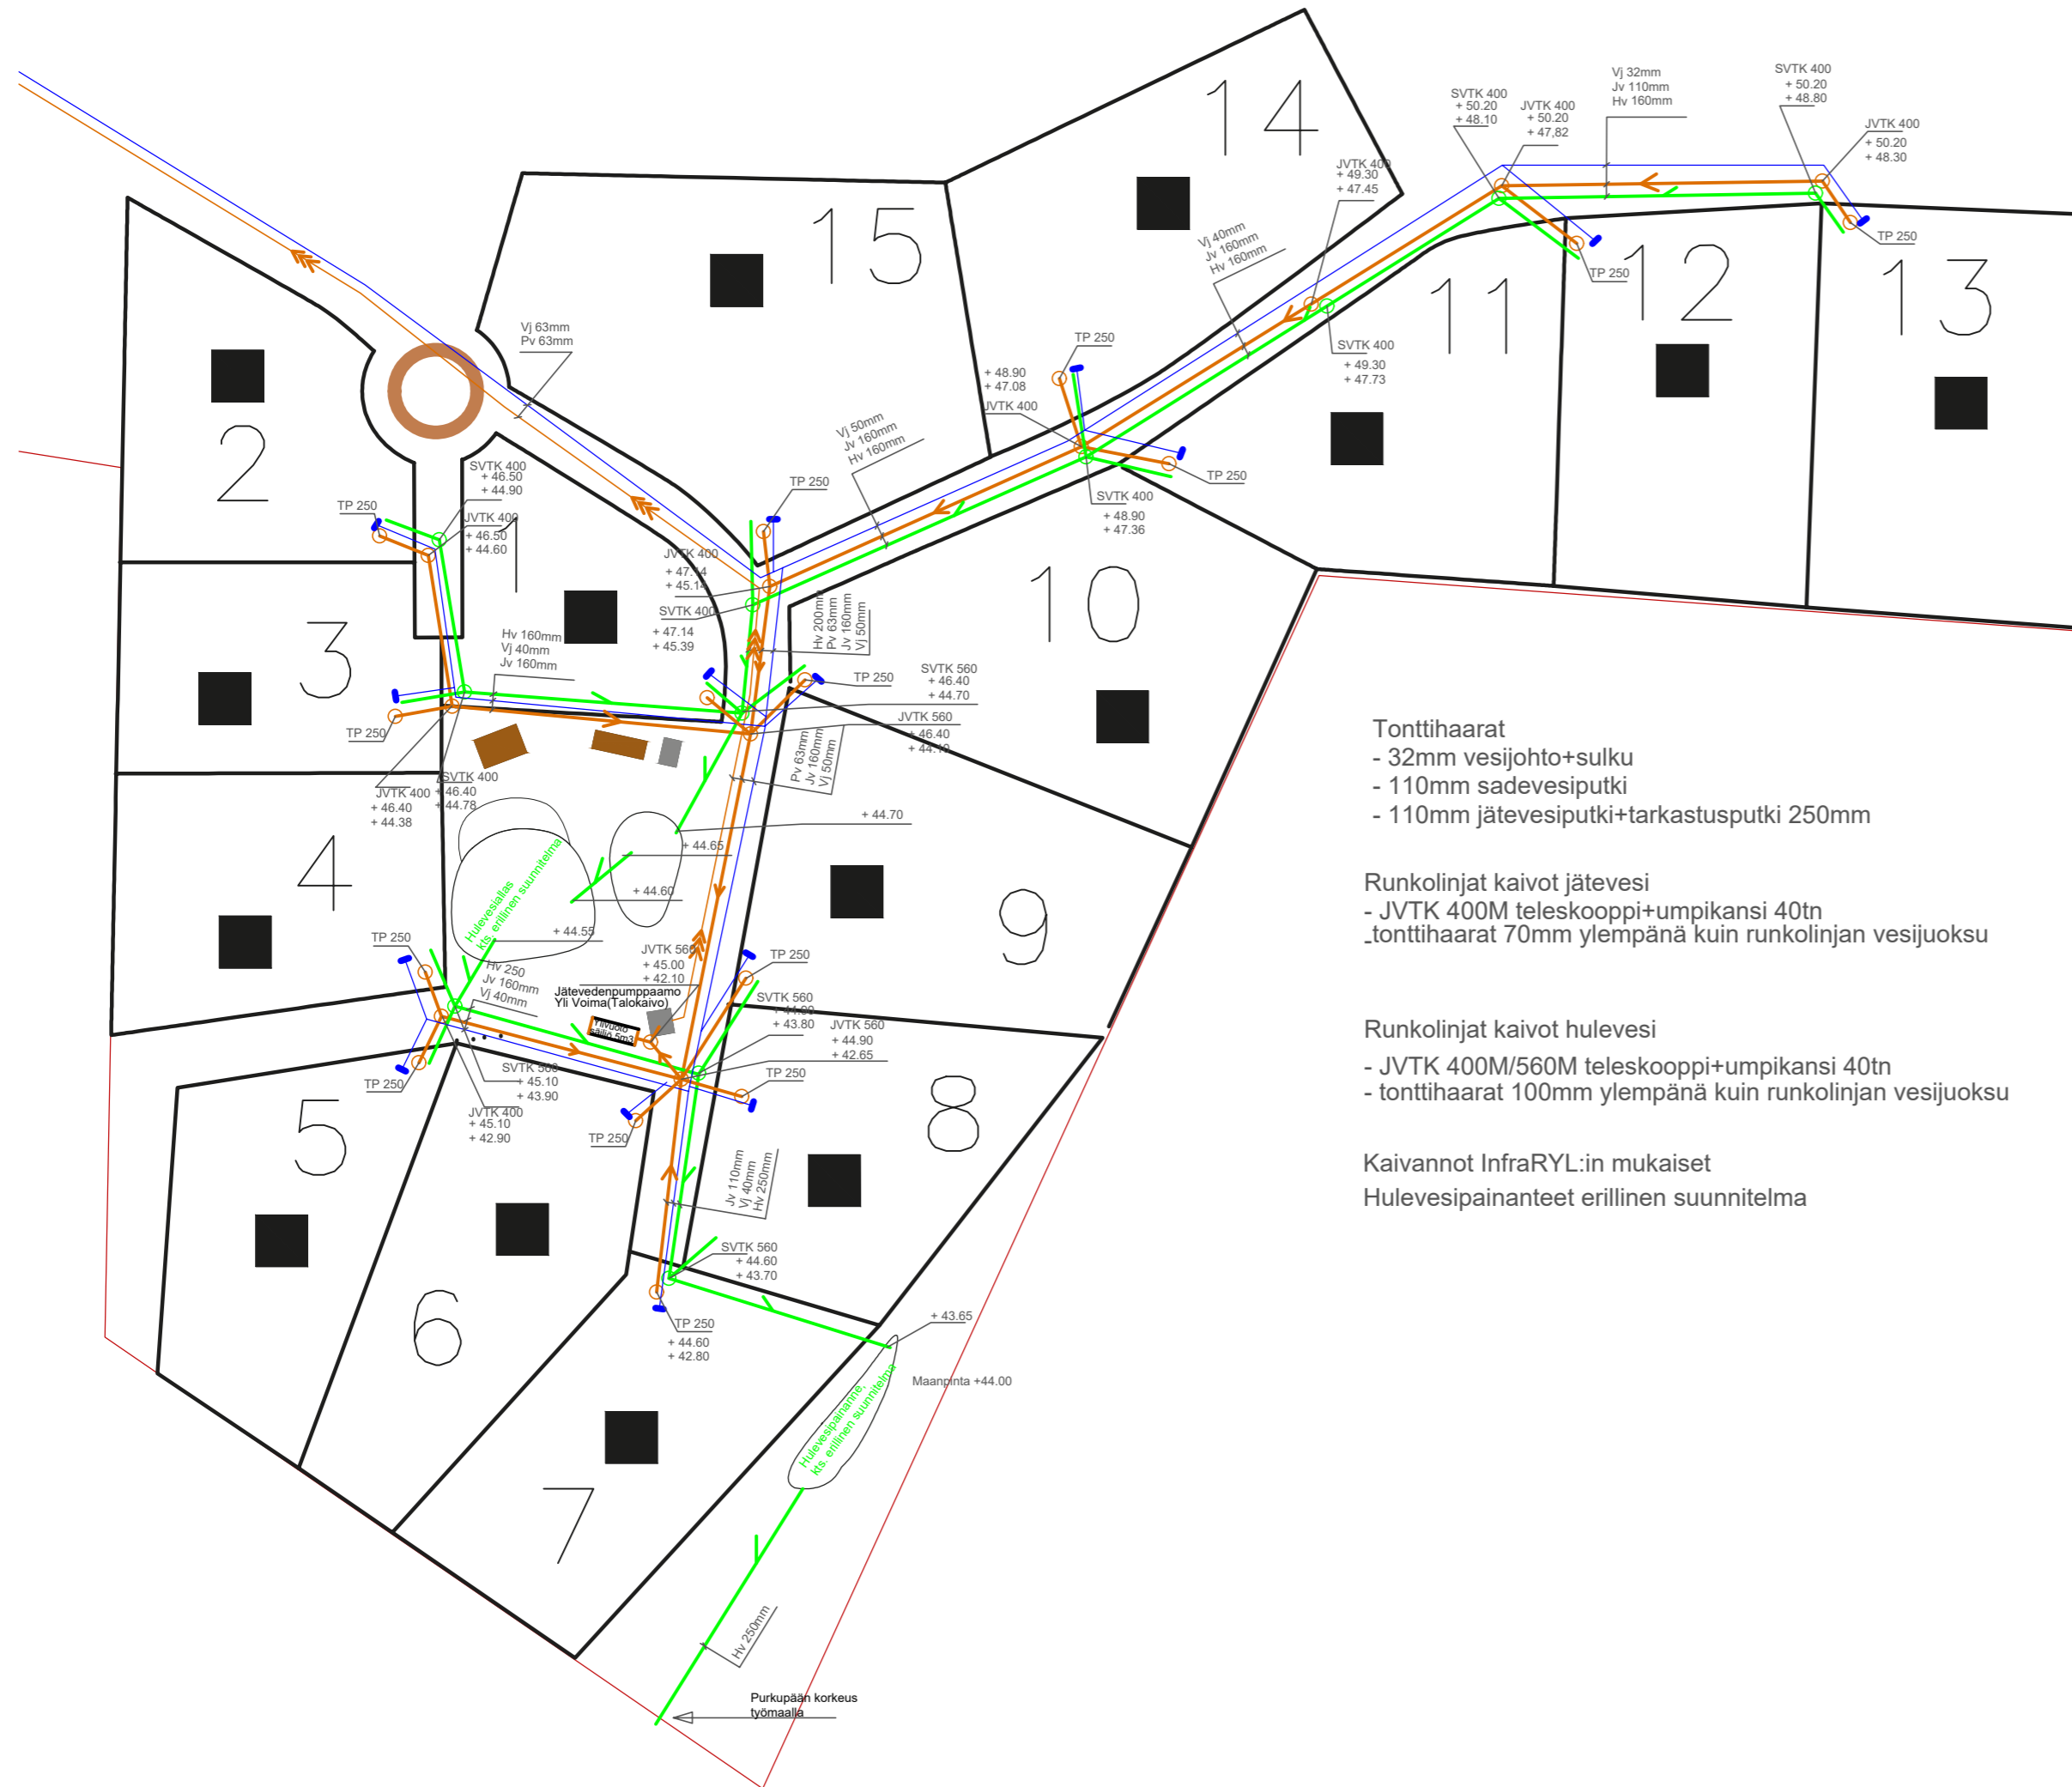 14
SVTK 400
+ 50.20
+ 48.10
JVTK 400
+ 50.20
+ 47,82
Vj 32mm
Jv 110mm
Hv 160mm
SVTK 400
+ 50.20
+ 48.80
JVTK 400
+ 50.20
+ 48.30
TP 250
TP 250
JVTK 400
+ 49.30
+ 47.45
15
Vj 40mm
Jv 160mm
Hv 160mm
11
12
13
SVTK 400
+ 49.30
+ 47.73
Vj 63mm
Pv 63mm
TP 250
+ 48.90
+ 47.08
JVTK 400
Vj 50mm
Jv 160mm
Hv 160mm
TP 250
SVTK 400
+ 48.90
+ 47.36
2
SVTK 400
+ 46.50
+ 44.90
TP 250
JVTK 400
+ 46.50
+ 44.60
1
TP 250
JVTK 400
+ 47.14
+ 45.14
SVTK 400
+ 47.14
+ 45.39
10
3
Hv 160mm
Vj 40mm
Jv 160mm
Hv 200mm
Pv 63mm
Jv 160mm
Vj 50mm
TP 250
SVTK 560
+ 46.40
+ 44.70
JVTK 560
+ 46.40
+ 44.10
TP 250
Pv 63mm
Jv 160mm
Vj 50mm
SVTK 400
+ 46.40
+ 44.78
JVTK 400
+ 46.40
+ 44.38
+ 44.70
+ 44.65
+ 44.60
+ 44.55
4
Hulevesiallas
kts. erillinen suunnitelma
9
TP 250
Hv 250
Jv 160mm
Vj 40mm
JVTK 560
+ 45.00
+ 42.10
Jätevedenpumppaamo
Yli Voima(Talokaivo)
Ylivuoto
säiliö 5m3
TP 250
SVTK 560
+ 44.90
+ 43.80
JVTK 560
+ 44.90
+ 42.65
TP 250
TP 250
SVTK 560
+ 45.10
+ 43.90
JVTK 400
+ 45.10
+ 42.90
TP 250
5
8
Jv 110mm
Vj 40mm
Hv 250mm
SVTK 560
+ 44.60
+ 43.70
6
TP 250
+ 44.60
+ 42.80
+ 43.65
Maanpinta +44.00
Hulevesipainanne,
kts. erillinen suunnitelma
7
Hv 250mm
Purkupään korkeus
työmaalla
Tonttihaarat
- 32mm vesijohto+sulku
- 110mm sadevesiputki
- 110mm jätevesiputki+tarkastusputki 250mm
Runkolinjat kaivot jätevesi
- JVTK 400M teleskooppi+umpikansi 40tn
-tonttihaarat 70mm ylempänä kuin runkolinjan vesijuoksu
Runkolinjat kaivot hulevesi
- JVTK 400M/560M teleskooppi+umpikansi 40tn
- tonttihaarat 100mm ylempänä kuin runkolinjan vesijuoksu
Kaivannot InfraRYL:in mukaiset
Hulevesipainanteet erillinen suunnitelma